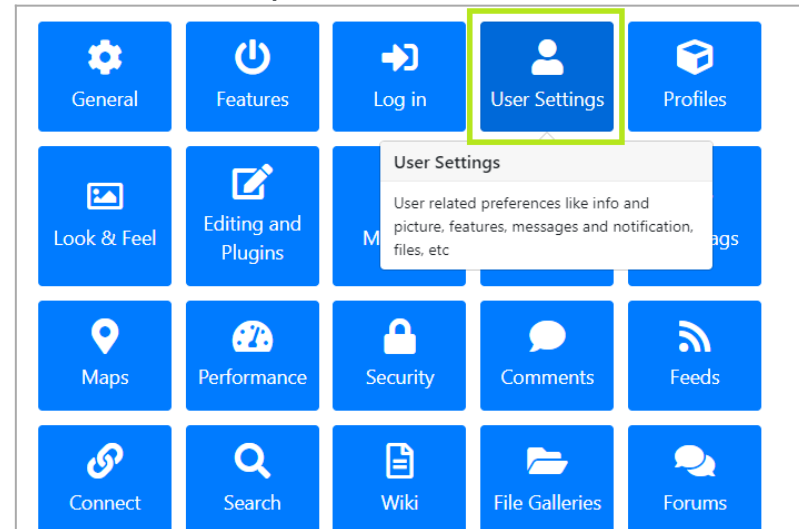 General
Features
Log in
User Settings
Profiles
User Settings
User related preferences like info and
picture, features, messages and notification,
files, etc
Look & Feel
Editing and
Plugins
M
ags
Maps
Performance
Security
Comments
Feeds
Connect
Search
Wiki
File Galleries
Forums